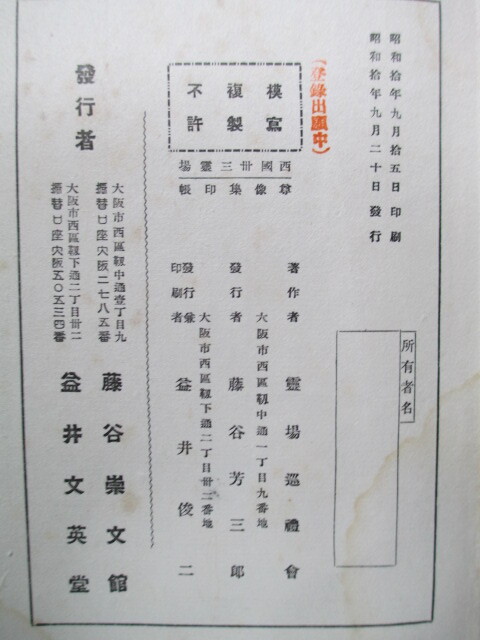 昭和拾年九月拾五日印刷
昭和拾年九月二十日發行
所有者名
(登錄出願中)
模寫
複製
不許
西國卅三靈場
尊像集印帳
著作者 靈場巡禮會
大阪市西區靱中通一丁目九番地
發行者 藤谷芳三郎
大阪市西區靱下通二丁目卅二番地
發行兼印刷者 益井俊二
發行者
大阪市西區靱中通壹丁目九
振替口座大阪二七八五番
藤谷崇文館
大阪市西區靱下通二丁目卅二
振替口座大阪五〇五三四番
益井文英堂